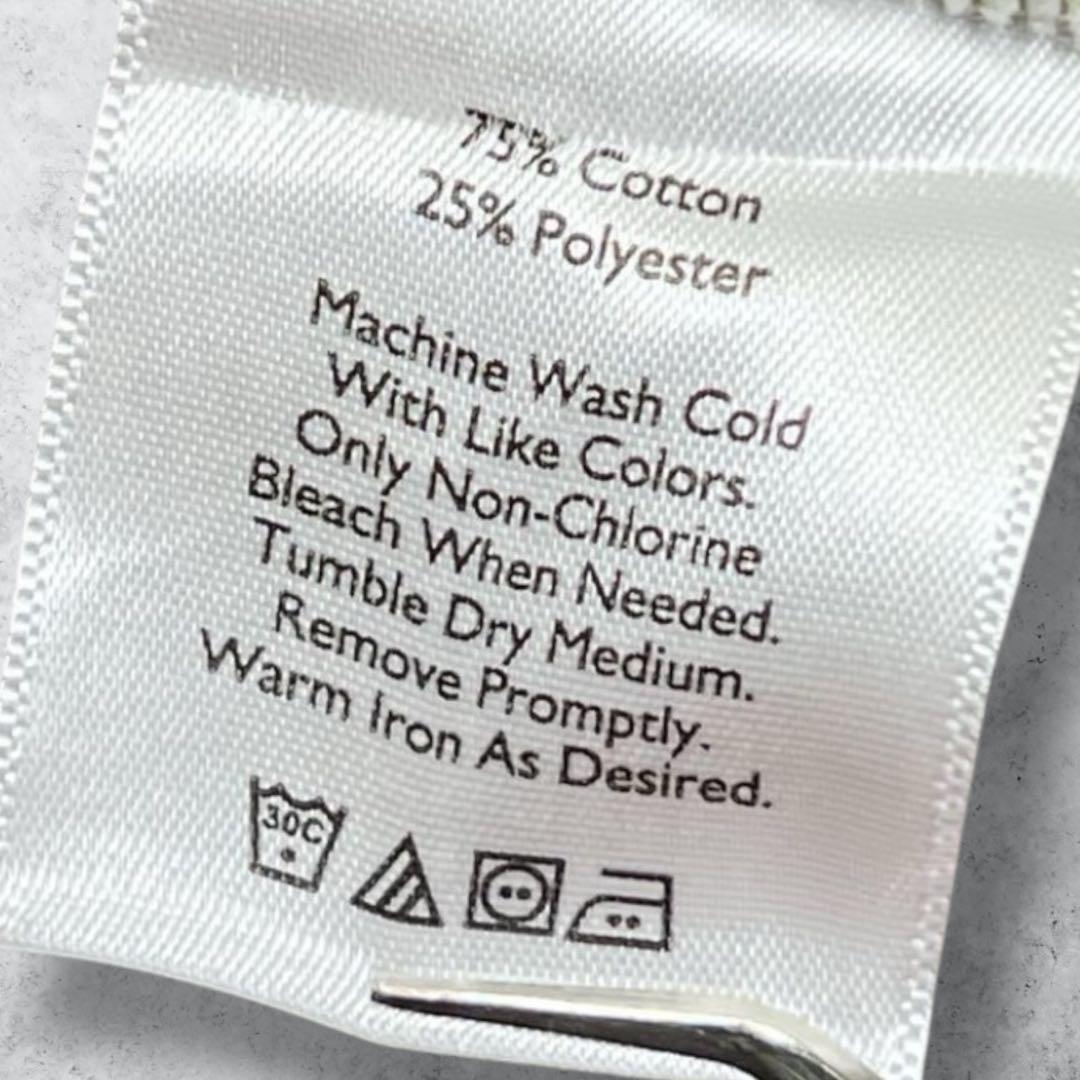 75% Cotton
25% Polyester
Machine Wash Cold
With Like Colors.
Only Non-Chlorine
Bleach When Needed.
Tumble Dry Medium.
Remove Promptly.
Warm Iron As Desired.
30C